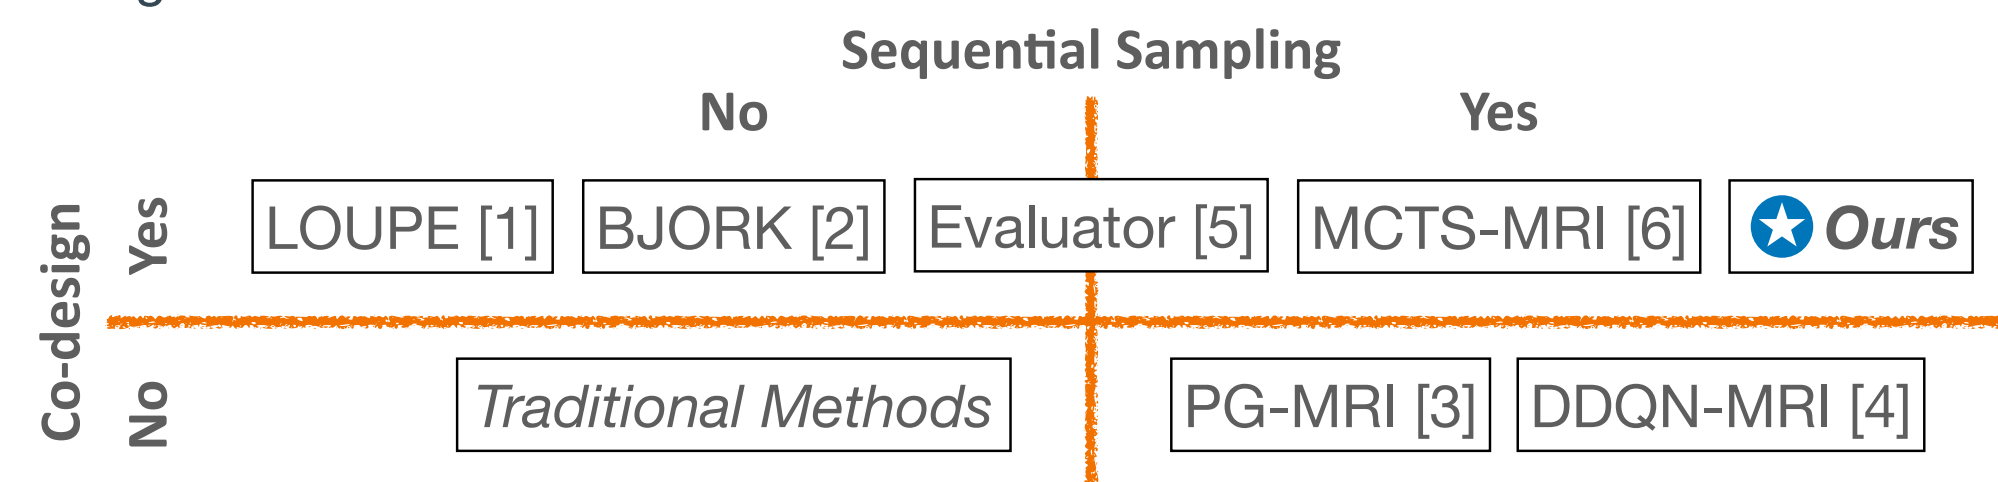 Sequential Sampling
No Yes
Co-design
Yes
LOUPE [1] BJORK [2] Evaluator [5] MCTS-MRI [6] Ours
No
Traditional Methods PG-MRI [3] DDQN-MRI [4]